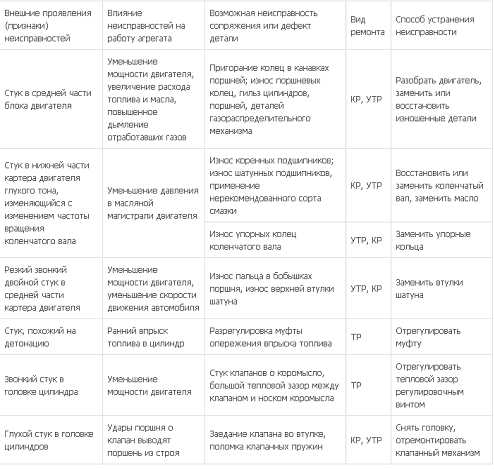 Внешние проявления
(признаки)
неисправностей
Влияние
неисправностей на
работу агрегата
Возможная неисправность
сопряжения или дефект
детали
Вид
ремонта
Способ устранения
неисправности
Стук в средней части
блока двигателя
Уменьшение
мощности двигателя,
увеличение расхода
топлива и масла,
повышенное
дымление
отработавших газов
Пригорание колец в канавках
поршней; износ поршневых
колец, гильз цилиндров,
поршней, деталей
газораспределительного
механизма
КР, УТР
Разобрать двигатель,
заменить или
восстановить
изношенные детали
Стук в нижней части
картера двигателя
глухого тона,
изменяющийся с
изменением частоты
вращения
коленчатого вала
Уменьшение давления
в масляной
магистрали двигателя
Износ коренных подшипников;
износ шатунных подшипников,
применение
нерекомендованного сорта
смазки
КР, УТР
Восстановить или
заменить коленчатый
вал, заменить масло
Износ упорных колец
коленчатого вала
УТР, КР
Заменить упорные
кольца
Резкий звонкий
двойной стук в
средней части
картера двигателя
Уменьшение
мощности двигателя,
уменьшение скорости
движения автомобиля
Износ пальца в бобышках
поршня, износ верхней втулки
шатуна
УТР, КР
Заменить втулки
шатуна
Стук, похожий на
детонацию
Ранний впрыск
топлива в цилиндр
Разрегулировка муфты
опережения впрыска топлива
ТР
Отрегулировать
муфту
Звонкий стук в
головке цилиндра
Уменьшение
мощности двигателя
Стук клапанов о коромысло,
большой тепловой зазор между
клапаном и носком коромысла
ТР
Отрегулировать
тепловой зазор
регулировочным
винтом
Глухой стук в головке
цилиндров
Удары поршня о
клапан выводят
поршень из строя
Заедание клапана во втулке,
поломка клапанных пружин
КР, УТР
Снять головку,
отремонтировать
клапанный механизм